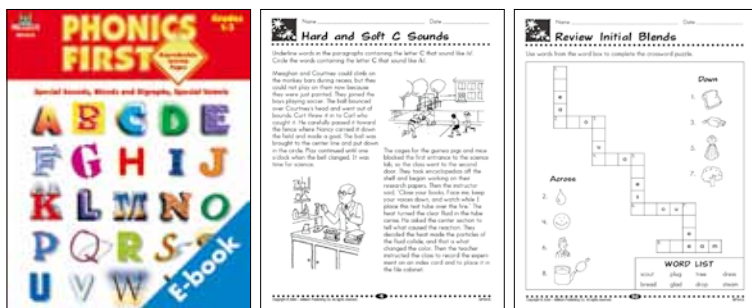 PHONICS
FIRST
Grades
1-3
Reproducible
Pages
Special Sounds, Blends and Digraphs, Special Vowels
A B C D E
F G H I J
K L M N O
P Q R S
U V W
E-book
Name
Date
Hard and Soft C Sounds
Underline words in the paragraphs containing the letter C that sound like /s/.
Circle the words containing the letter C that sound like /k/.
Meaghan and Courtney could climb on
the monkey bars during recess, but they
could not play on them now because
they were just painted. They joined the
boys playing soccer. The ball bounced
over Courtney's head and went out of
bounds. Curt threw it in to Carl who
caught it. He carefully passed it toward
the fence where Nancy carried it down the
field and made a goal. The ball was
brought to the center and put down
in the circle. Play continued until one
o'clock when the bell clanged. It was
time for science.
The cages for the guinea pigs and mice
blocked the first entrance to the science
lab, so the class went to the second
door. They took encyclopedias off the
shelf and began working on their
research papers. Then the instructor
said, "Close your books. Face me, keep
your voices down, and watch while I
place the test tube over the fire." The
heat turned the clear fluid in the tube
cerise. He asked the center section to
tell what caused the reaction. They
decided the heat made the particles of
the fluid collide, and that is what
changed the color. Then the teacher
instructed the class to record the experi-
ment on an index card and to place it in
the file cabinet.
Name
Date
Review Initial Blends
Use words from the word box to complete the crossword puzzle.
Down
1.
3.
5.
7.
Across
2.
4.
6.
8.
e
a
o
u
o
e
t
o u
e
e a m
WORD LIST
scout plug tree dress
bread gled drop steam